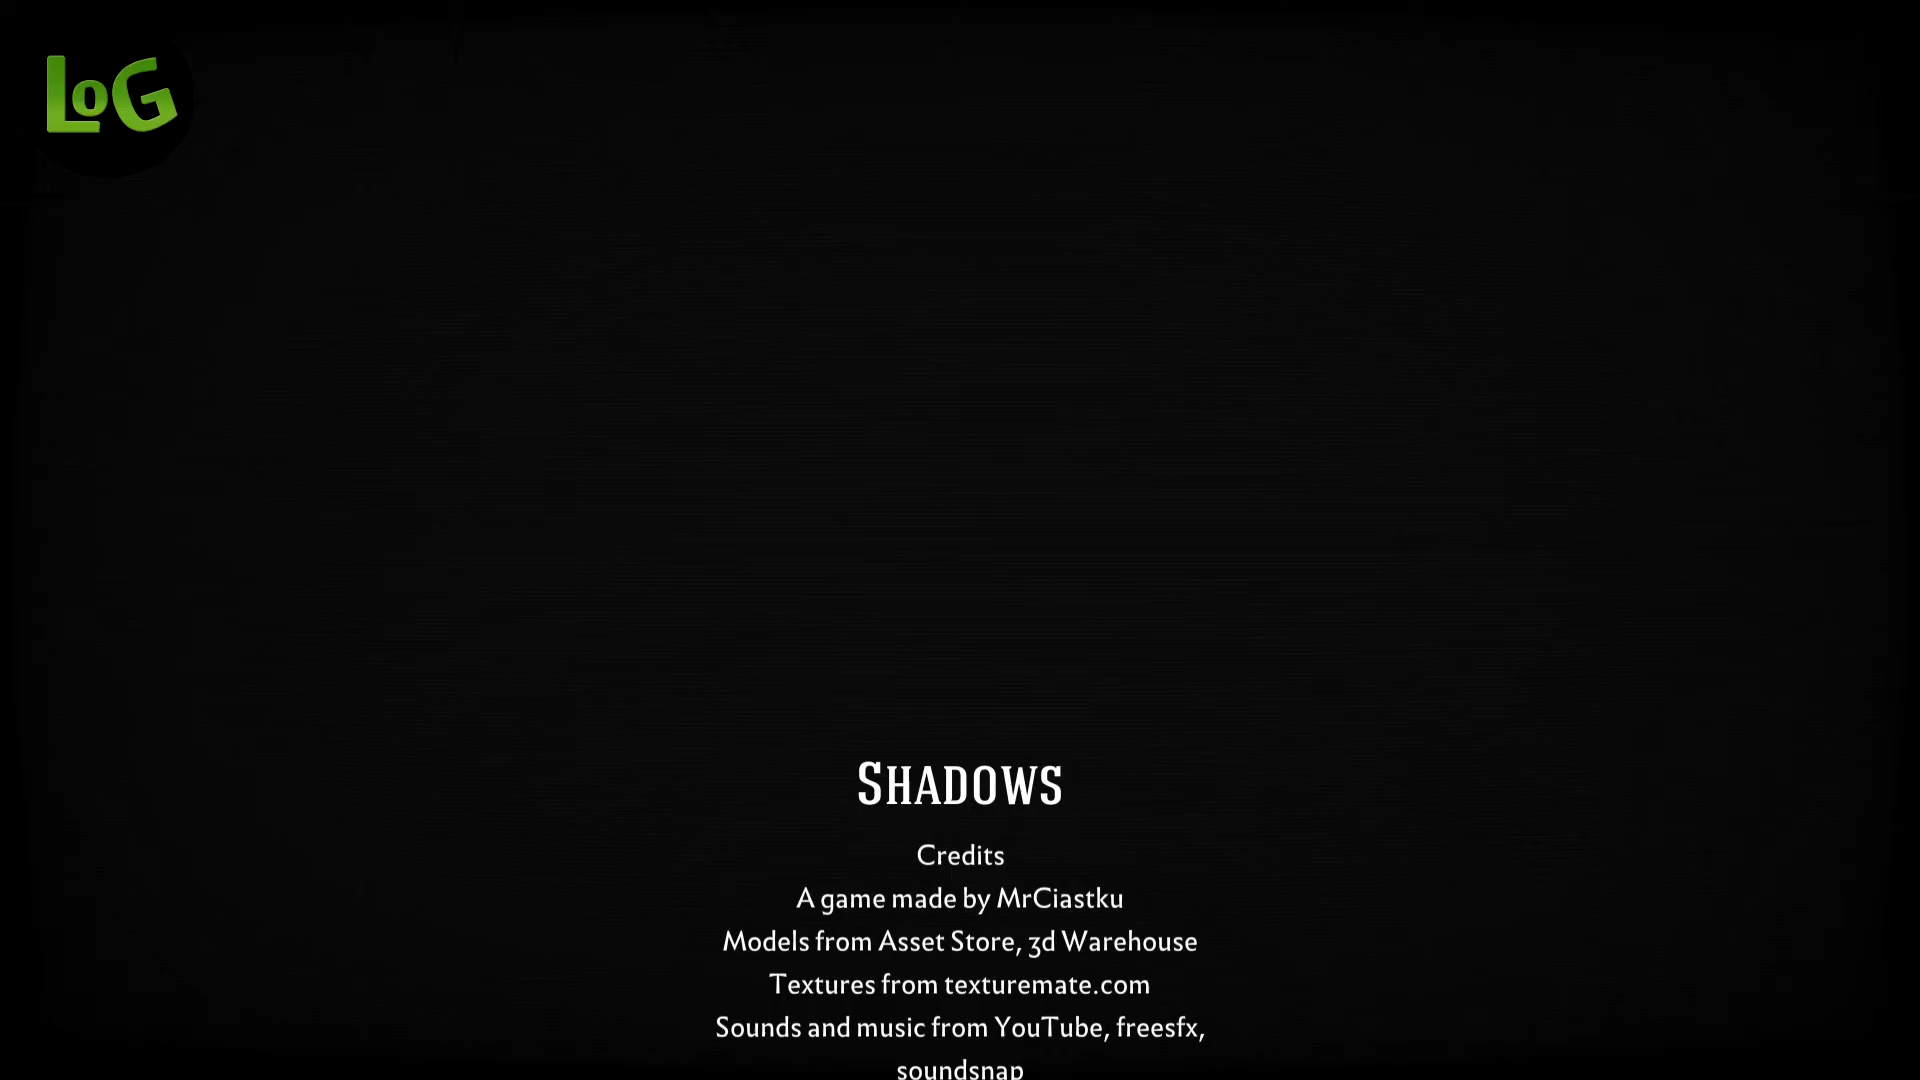 LoG
Shadows
Credits
A game made by MrCiastku
Models from Asset Store, 3d Warehouse
Textures from texturemate.com
Sounds and music from YouTube, freesfx,
soundsnap